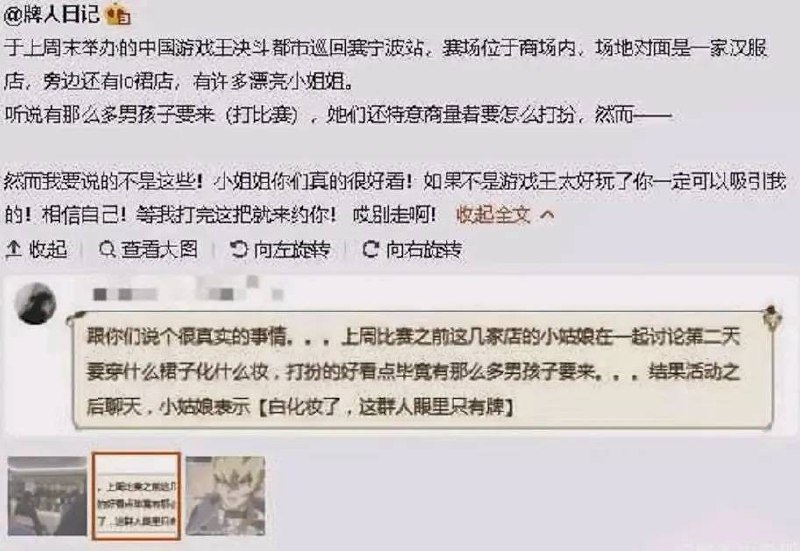 @牌人日记
于上周末举办的中国游戏王决斗都市巡回赛宁波站，赛场位于商场内，场地对面是一家汉服
店，旁边还有lo裙店，有许多漂亮小姐姐。
听说有那么多男孩子要来（打比赛），她们还特意商量着要怎么打扮，然而——
然而我要说的不是这些！小姐姐你们真的很好看！如果不是游戏王太好玩了你一定可以吸引我
的！相信自己！等我打完这把就来约你！哎别走啊！ 收起全文
收起 查看大图 向左旋转 向右旋转
跟你们说个很真实的事情。。。上周比赛之前这几家店的小姑娘在一起讨论第二天
要穿什么裙子化什么妆，打扮的好看点毕竟有那么多男孩子要来。。。结果活动之
后聊天，小姑娘表示【白化妆了，这群人眼里只有牌】
，上周比赛之前这几
的好看点毕竟有那么
了，这群人眼里只有